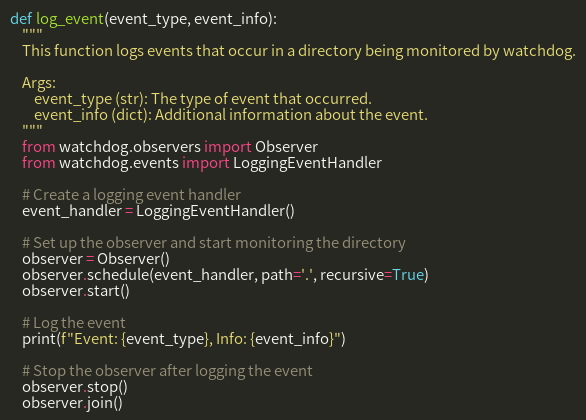 def log_event(event_type, event_info):
    """
    This function logs events that occur in a directory being monitored by watchdog.

    Args:
        event_type (str): The type of event that occurred.
        event_info (dict): Additional information about the event.
    """
    from watchdog.observers import Observer
    from watchdog.events import LoggingEventHandler

    # Create a logging event handler
    event_handler = LoggingEventHandler()

    # Set up the observer and start monitoring the directory
    observer = Observer()
    observer.schedule(event_handler, path='.', recursive=True)
    observer.start()

    # Log the event
    print(f"Event: {event_type}, Info: {event_info}")

    # Stop the observer after logging the event
    observer.stop()
    observer.join()